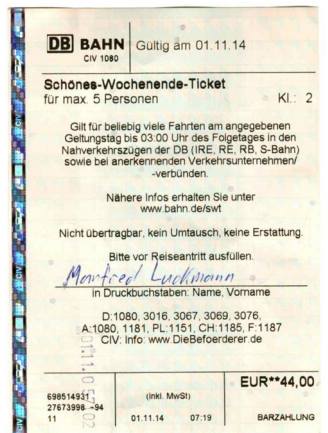 DB BAHN Gültig am 01.11.14
CIV 1080
Schönes-Wochenende-Ticket
für max. 5 Personen Kl.: 2
Gilt für beliebig viele Fahrten am angegebenen
Geltungstag bis 03:00 Uhr des Folgetages in den
Nahverkehrszügen der DB (IRE, RE, RB, S-Bahn)
sowie bei anerkennenden Verkehrsunternehmen/
-verbünden.
Nähere Infos erhalten Sie unter
www.bahn.de/swt
Nicht übertragbar, kein Umtausch, keine Erstattung.
Bitte vor Reiseantritt ausfüllen.
Manfred Luckmann
in Druckbuchstaben: Name, Vorname
D:1080, 3016, 3067, 3069, 3076,
A:1080, 1181, PL:1151, CH:1185, F:1187
CIV: Info: www.DieBefoerderer.de
EUR**44,00
698514931 (inkl. MwSt)
27673998 -94
11 01.11.14 07:19 BARZAHLUNG